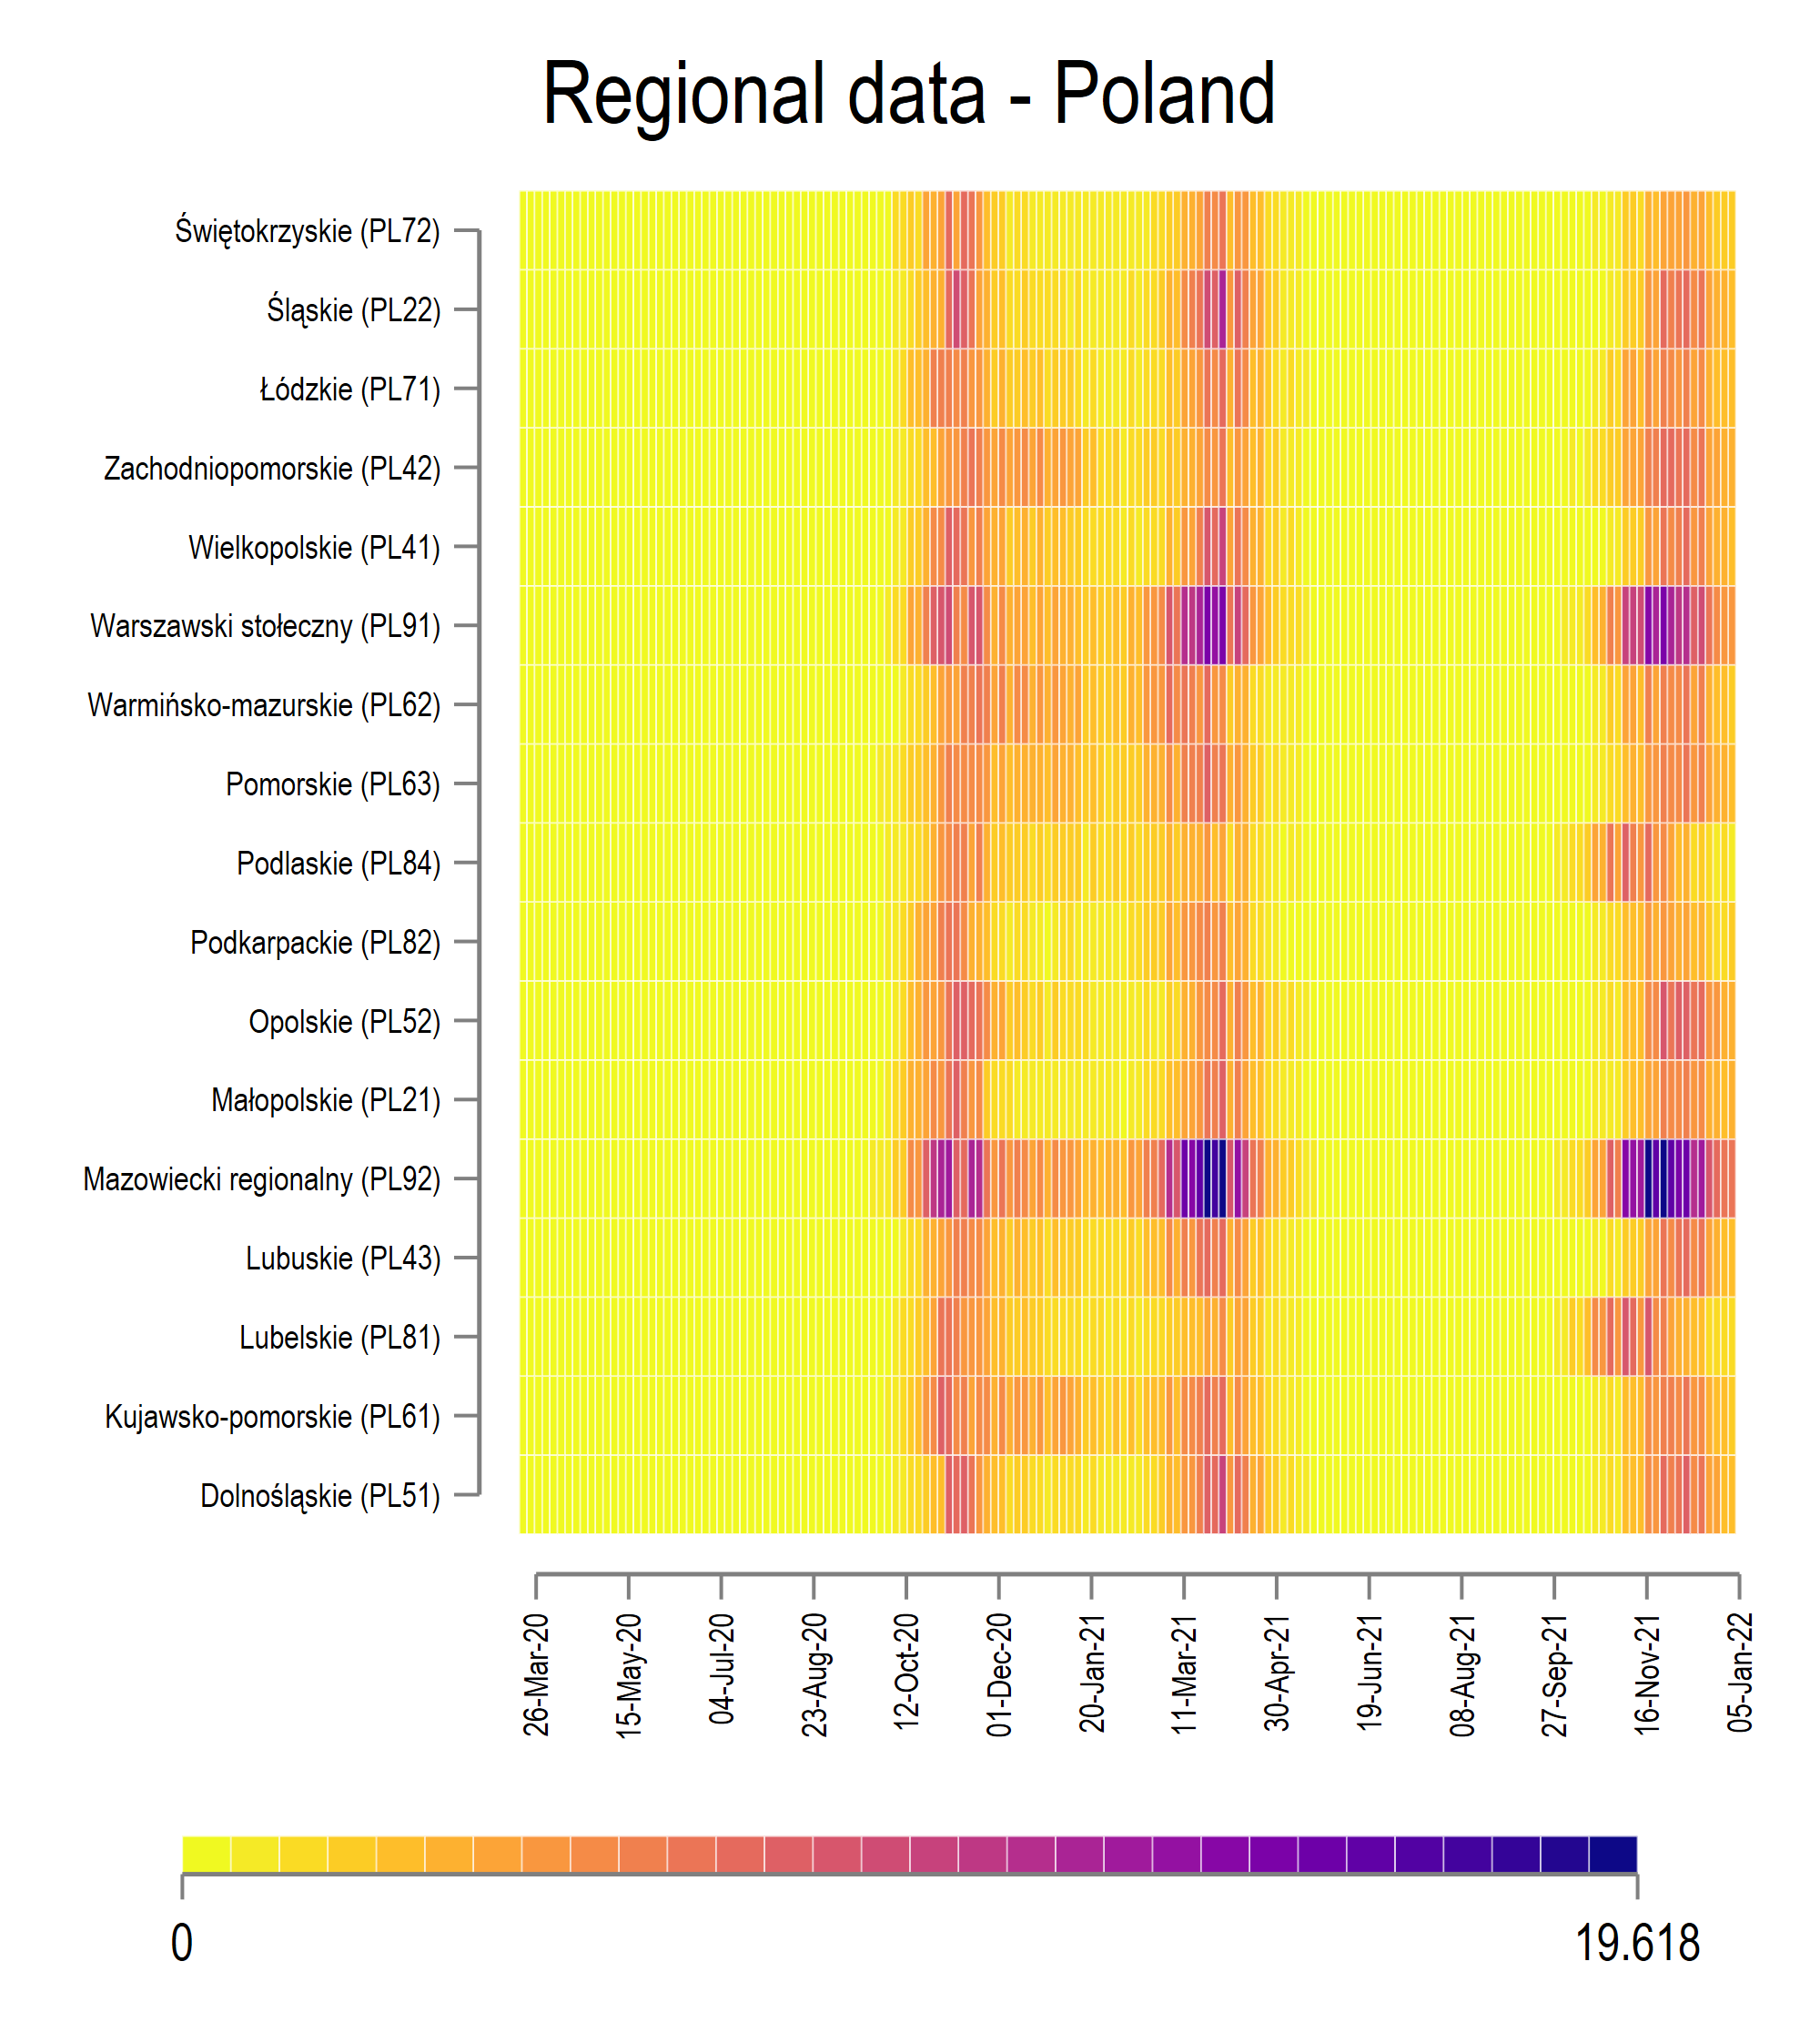 Regional data - Poland
Świętokrzyskie (PL72)
Śląskie (PL22)
Łódzkie (PL71)
Zachodniopomorskie (PL42)
Wielkopolskie (PL41)
Warszawski stołeczny (PL91)
Warmińsko-mazurskie (PL62)
Pomorskie (PL63)
Podlaskie (PL84)
Podkarpackie (PL82)
Opolskie (PL52)
Małopolskie (PL21)
Mazowiecki regionalny (PL92)
Lubuskie (PL43)
Lubelskie (PL81)
Kujawsko-pomorskie (PL61)
Dolnośląskie (PL51)
26-Mar-20
15-May-20
04-Jul-20
23-Aug-20
12-Oct-20
01-Dec-20
20-Jan-21
11-Mar-21
30-Apr-21
19-Jun-21
08-Aug-21
27-Sep-21
16-Nov-21
05-Jan-22
0
19.618